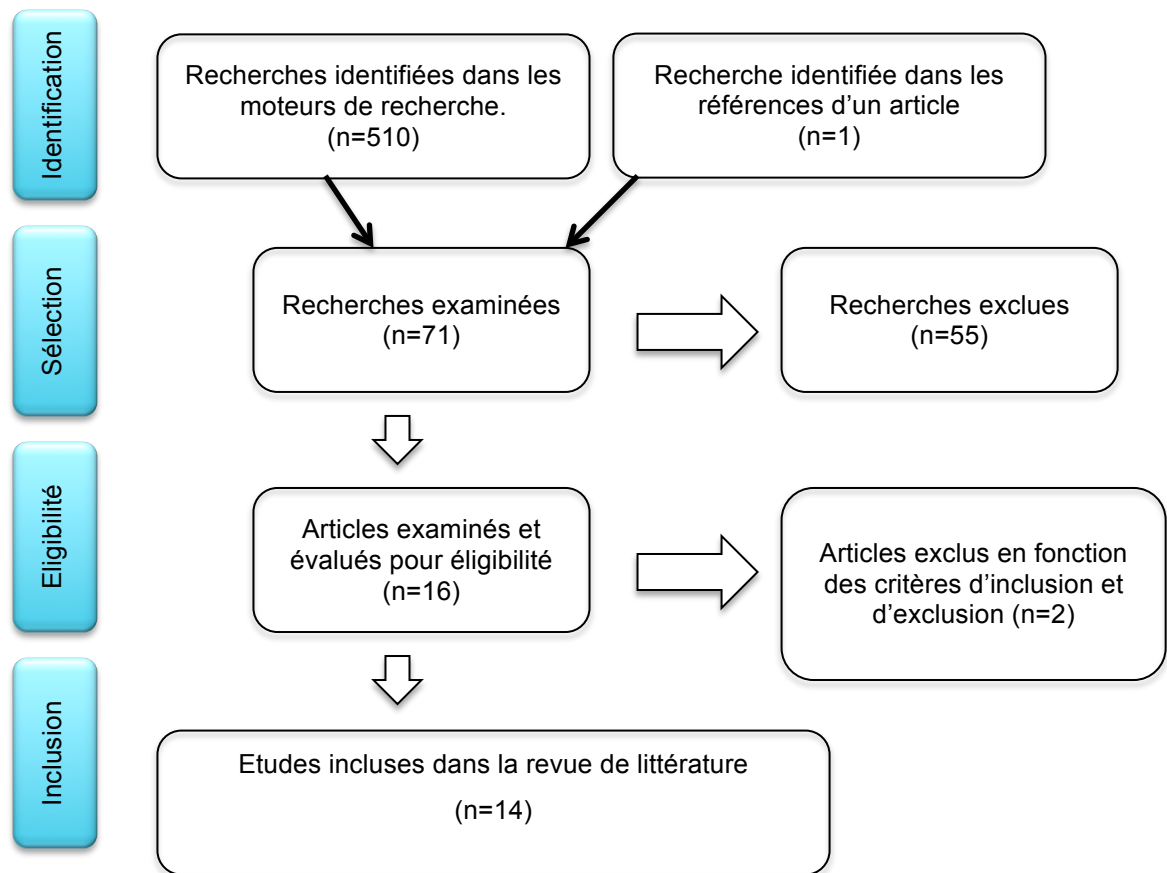 Identification
Recherches identifiées dans les
moteurs de recherche.
(n=510)
Recherche identifiée dans les
références d’un article
(n=1)
Sélection
Recherches examinées
(n=71)
Recherches exclues
(n=55)
Eligibilité
Articles examinés et
évalués pour éligibilité
(n=16)
Articles exclus en fonction
des critères d’inclusion et
d’exclusion (n=2)
Inclusion
Etudes incluses dans la revue de littérature
(n=14)